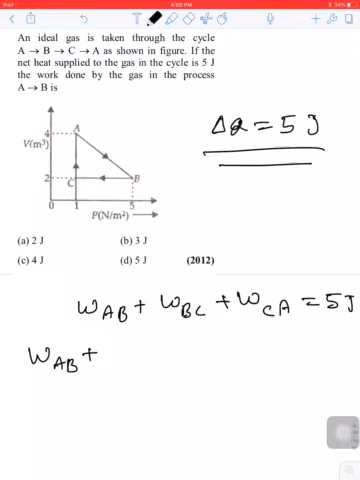 iPad
4:50 PM
34%
An ideal gas is taken through the cycle
A → B → C → A as shown in figure. If the
net heat supplied to the gas in the cycle is 5 J
the work done by the gas in the process
A → B is
ΔQ = 5 J
4
A
V(m³)
2
C
B
0
1
5
P(N/m²)
(a) 2 J
(b) 3 J
(c) 4 J
(d) 5 J
(2012)
W_AB + W_BC + W_CA = 5J
W_AB +